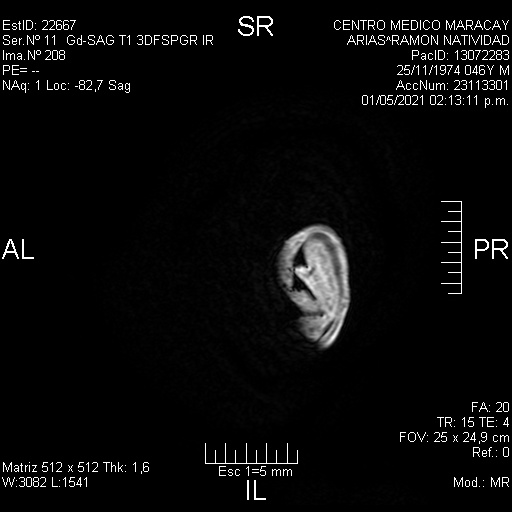 EstID: 22667
Ser.Nº 11 Gd-SAG T1 3DFSPGR IR
Ima.Nº 208
PE= --
NAq: 1 Loc: -82,7 Sag
SR
CENTRO MEDICO MARACAY
ARIAS^RAMON NATIVIDAD
PacID: 13072283
25/11/1974 046Y M
AccNum: 23113301
01/05/2021 02:13:11 p.m.
AL
PR
FA: 20
TR: 15 TE: 4
FOV: 25 x 24,9 cm
Ref.: 0
Mod.: MR
Matriz 512 x 512 Thk: 1,6
W:3082 L:1541
Esc 1=5 mm
IL